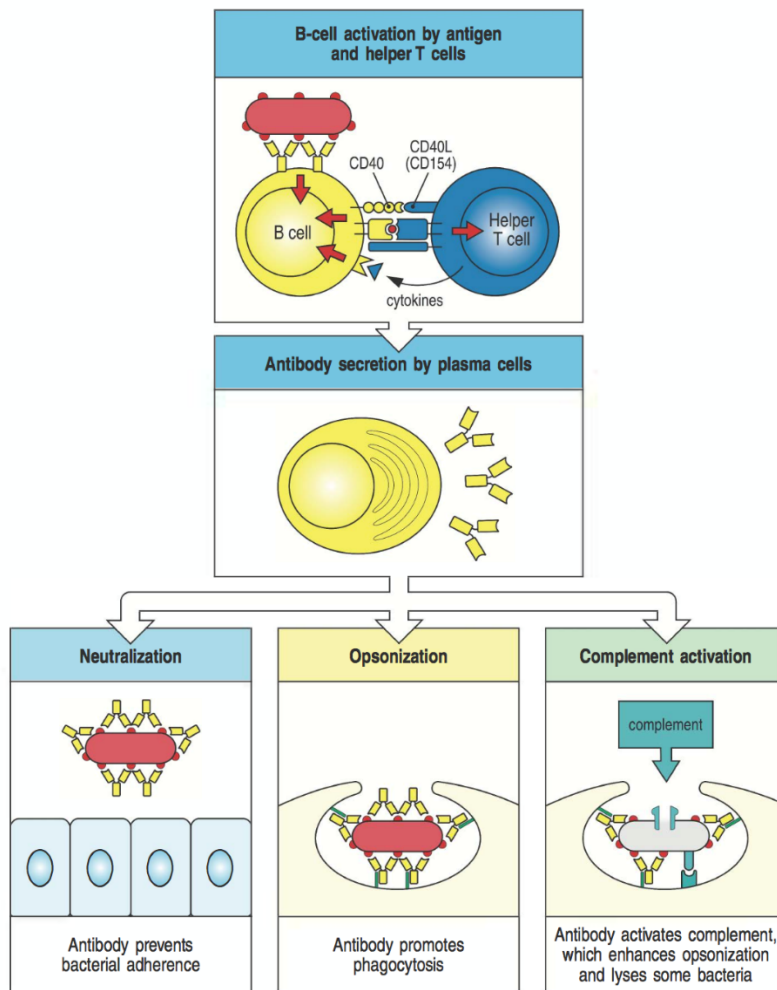 B-cell activation by antigen
and helper T cells
CD40L
(CD154)
CD40
B cell
Helper
T cell
cytokines
Antibody secretion by plasma cells
Neutralization
Opsonization
Complement activation
complement
Antibody prevents
bacterial adherence
Antibody promotes
phagocytosis
Antibody activates complement,
which enhances opsonization
and lyses some bacteria